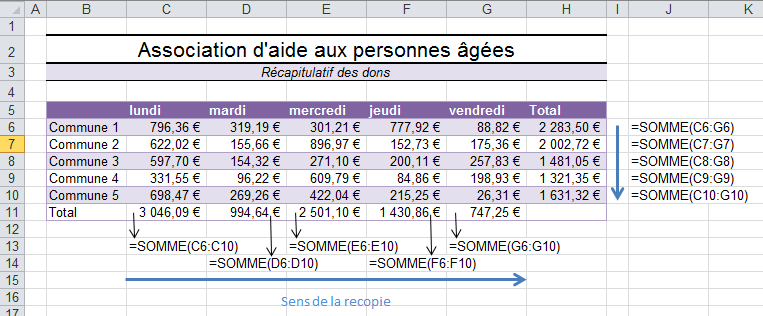 A B C D E F G H I J K
1
2 Association d'aide aux personnes âgées
3 Récapitulatif des dons
4
5 lundi mardi mercredi jeudi vendredi Total
6 Commune 1 796,36 € 319,19 € 301,21 € 777,92 € 88,82 € 2 283,50 € =SOMME(C6:G6)
7 Commune 2 622,02 € 155,66 € 896,97 € 152,73 € 175,36 € 2 002,72 € =SOMME(C7:G7)
8 Commune 3 597,70 € 154,32 € 271,10 € 200,11 € 257,83 € 1 481,05 € =SOMME(C8:G8)
9 Commune 4 331,55 € 96,22 € 609,79 € 84,86 € 198,93 € 1 321,35 € =SOMME(C9:G9)
10 Commune 5 698,47 € 269,26 € 422,04 € 215,25 € 26,31 € 1 631,32 € =SOMME(C10:G10)
11 Total 3 046,09 € 994,64 € 2 501,10 € 1 430,86 € 747,25 €
12
13 =SOMME(C6:C10) =SOMME(E6:E10) =SOMME(G6:G10)
14 =SOMME(D6:D10) =SOMME(F6:F10)
15
16 Sens de la recopie
17